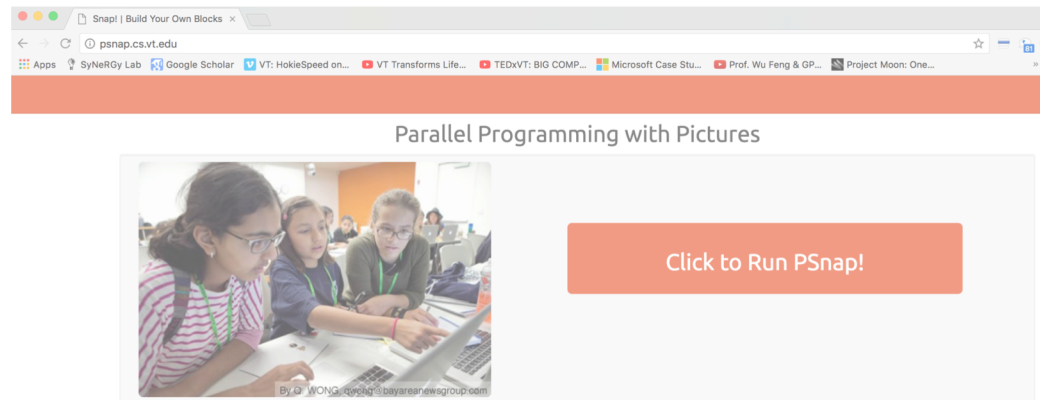 Snap! | Build Your Own Blocks ×
psnap.cs.vt.edu
81
Apps SyNeRGy Lab Google Scholar VT: HokieSpeed on... VT Transforms Life... TEDxVT: BIG COMP... Microsoft Case Stu... Prof. Wu Feng & GP... Project Moon: One... »
Parallel Programming with Pictures
Click to Run PSnap!
By Q. WONG, qwong@bayareanewsgroup.com